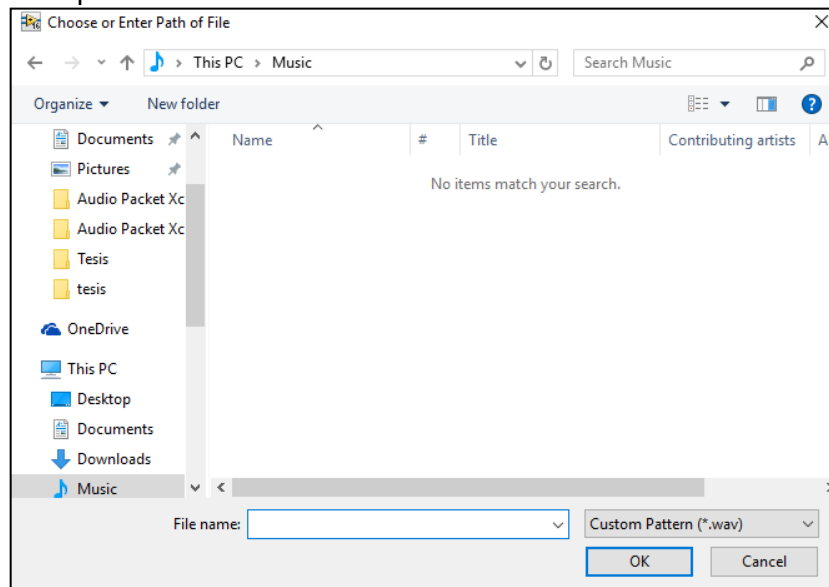 Choose or Enter Path of File
This PC > Music
Search Music
Organize
New folder
Documents
Name
#
Title
Contributing artists
A
Pictures
No items match your search.
Audio Packet Xc
Audio Packet Xc
Tesis
tesis
OneDrive
This PC
Desktop
Documents
Downloads
Music
File name:
Custom Pattern (*.wav)
OK
Cancel